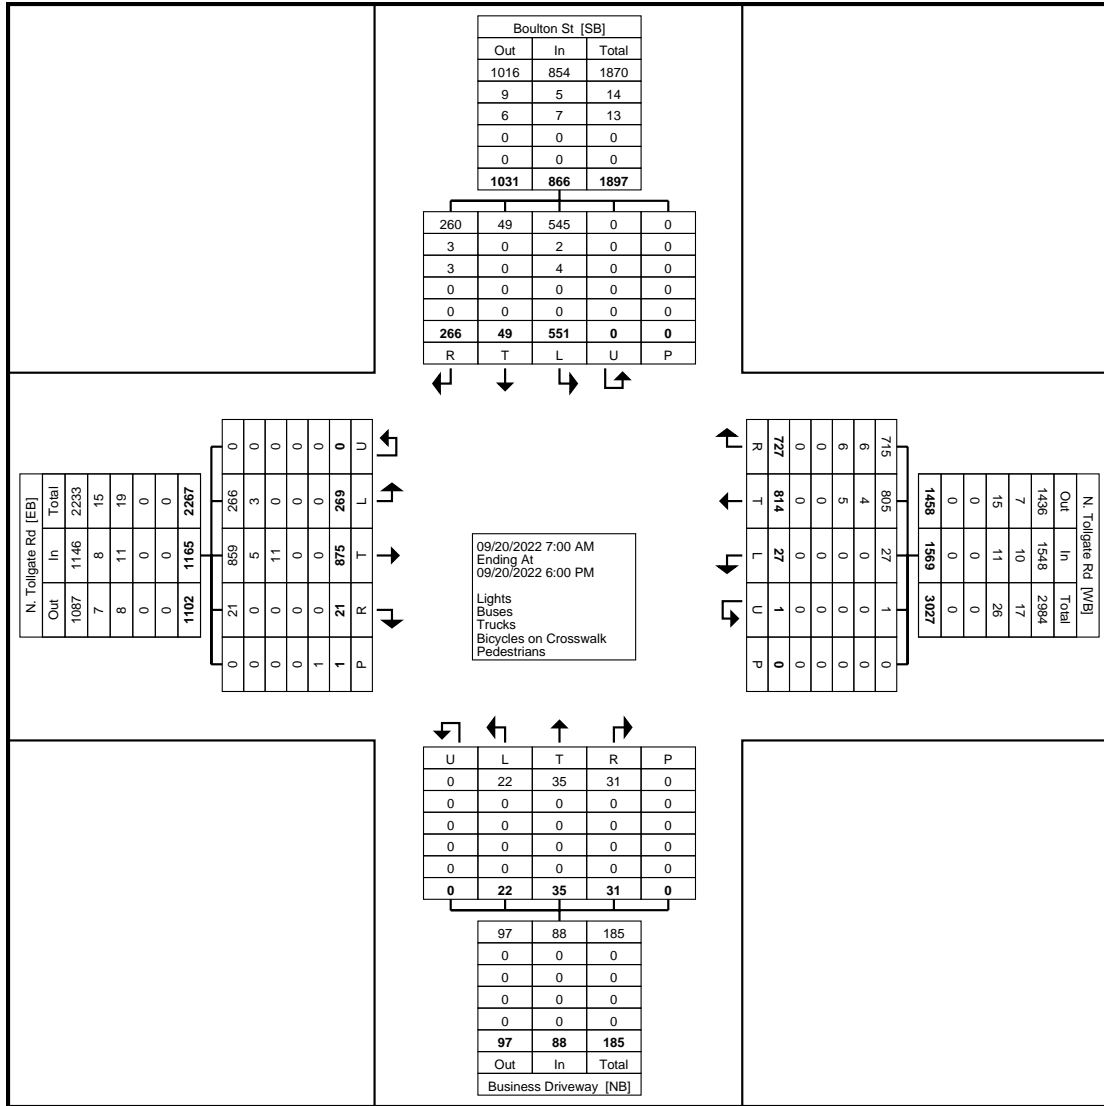 Boulton St [SB]
Out In Total
1016 854 1870
9 5 14
6 7 13
0 0 0
0 0 0
1031 866 1897
260 49 545 0 0
3 0 2 0 0
3 0 4 0 0
0 0 0 0 0
0 0 0 0 0
266 49 551 0 0
R T L U P
N. Tollgate Rd [EB]
Total In Out
2233 1146 1087
15 8 7
19 11 8
0 0 0
0 0 0
2267 1165 1102
0 266 859 21 0
0 3 5 0 0
0 0 11 0 0
0 0 0 0 0
0 0 0 0 1
0 269 875 21 1
U L T R P
09/20/2022 7:00 AM
Ending At
09/20/2022 6:00 PM
Lights
Buses
Trucks
Bicycles on Crosswalk
Pedestrians
R T L U P
727 814 27 1 0
0 0 0 0 0
0 0 0 0 0
6 5 0 0 0
6 4 0 0 0
715 805 27 1 0
N. Tollgate Rd [WB]
Out In Total
1436 1548 2984
7 10 17
15 11 26
0 0 0
0 0 0
1458 1569 3027
U L T R P
0 22 35 31 0
0 0 0 0 0
0 0 0 0 0
0 0 0 0 0
0 0 0 0 0
0 22 35 31 0
97 88 185
0 0 0
0 0 0
0 0 0
0 0 0
97 88 185
Out In Total
Business Driveway [NB]